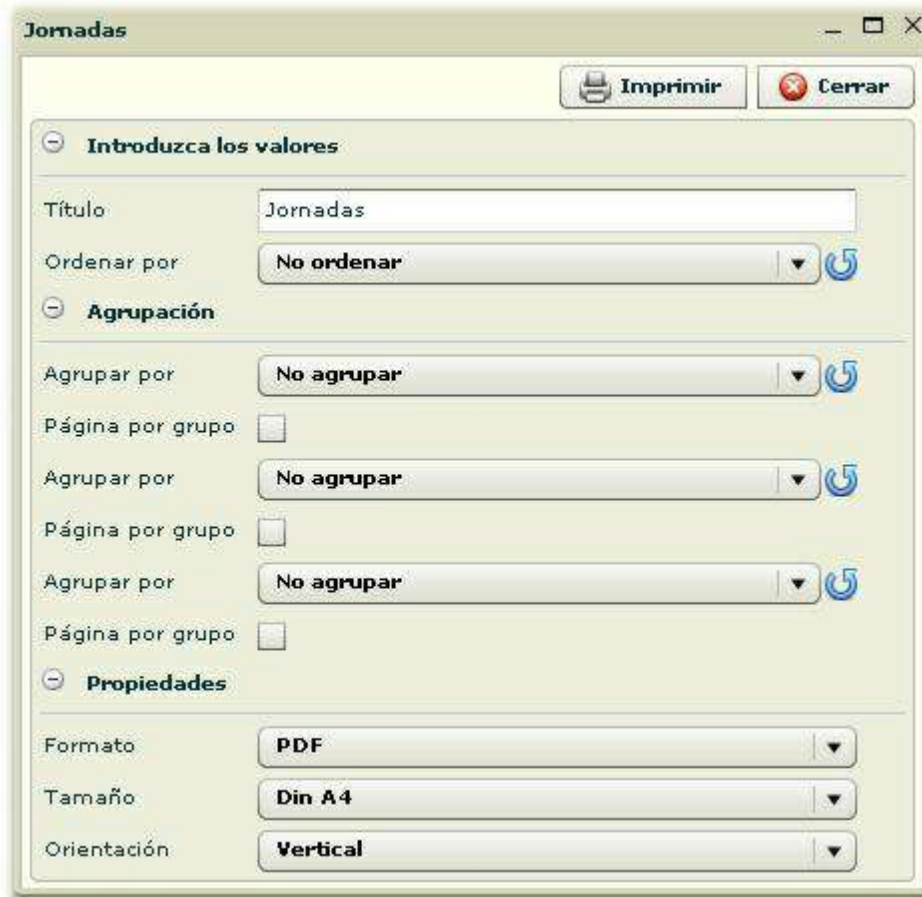 Jornadas
Imprimir Cerrar
Introduzca los valores
Título Jornadas
Ordenar por No ordenar
Agrupación
Agrupar por No agrupar
Página por grupo
Agrupar por No agrupar
Página por grupo
Agrupar por No agrupar
Página por grupo
Propiedades
Formato PDF
Tamaño Din A4
Orientación Vertical